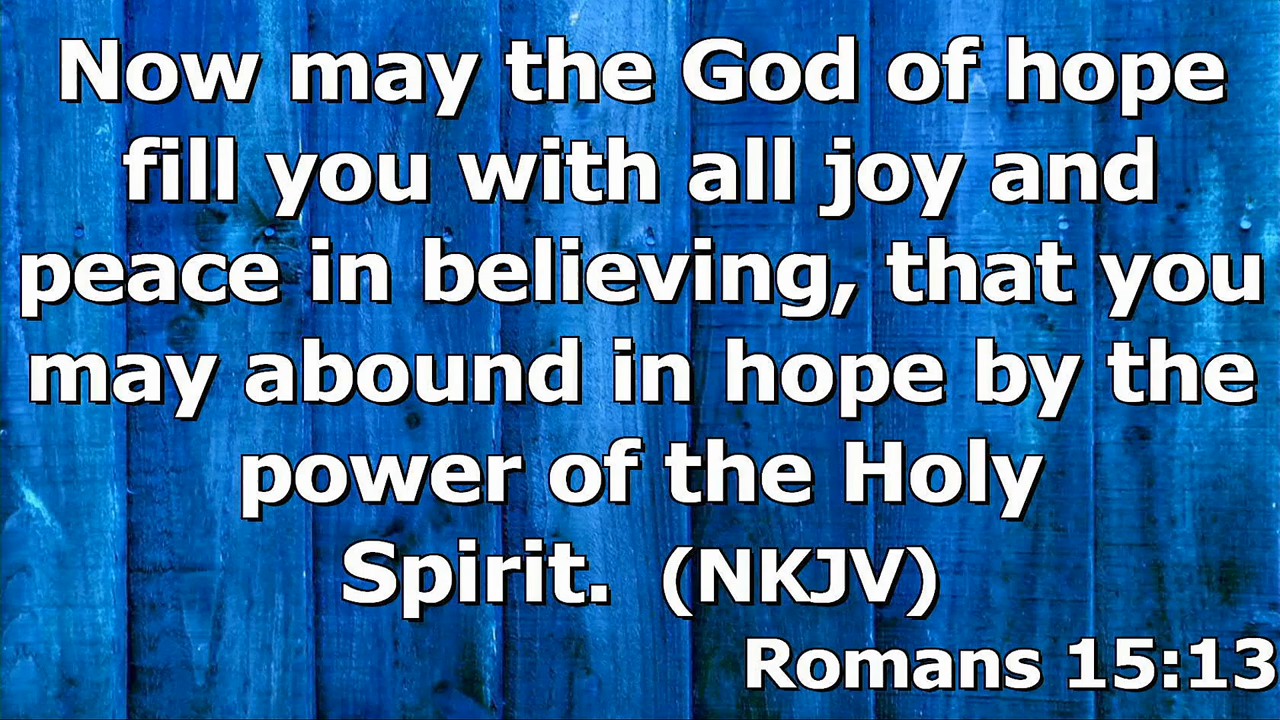 Now may the God of hope
fill you with all joy and
peace in believing, that you
may abound in hope by the
power of the Holy
Spirit.  (NKJV)
Romans 15:13